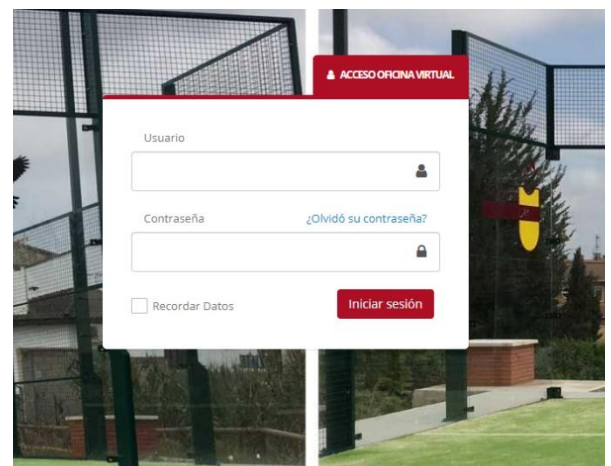 ACCESO OFICINA VIRTUAL
Usuario
Contraseña
¿Olvidó su contraseña?
Recordar Datos
Iniciar sesión